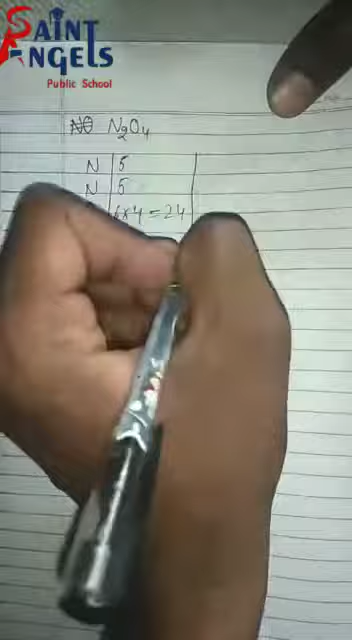 SAINT
ANGELS
Public School
NO N₂O₄
N 5
N 5
6x4 = 24